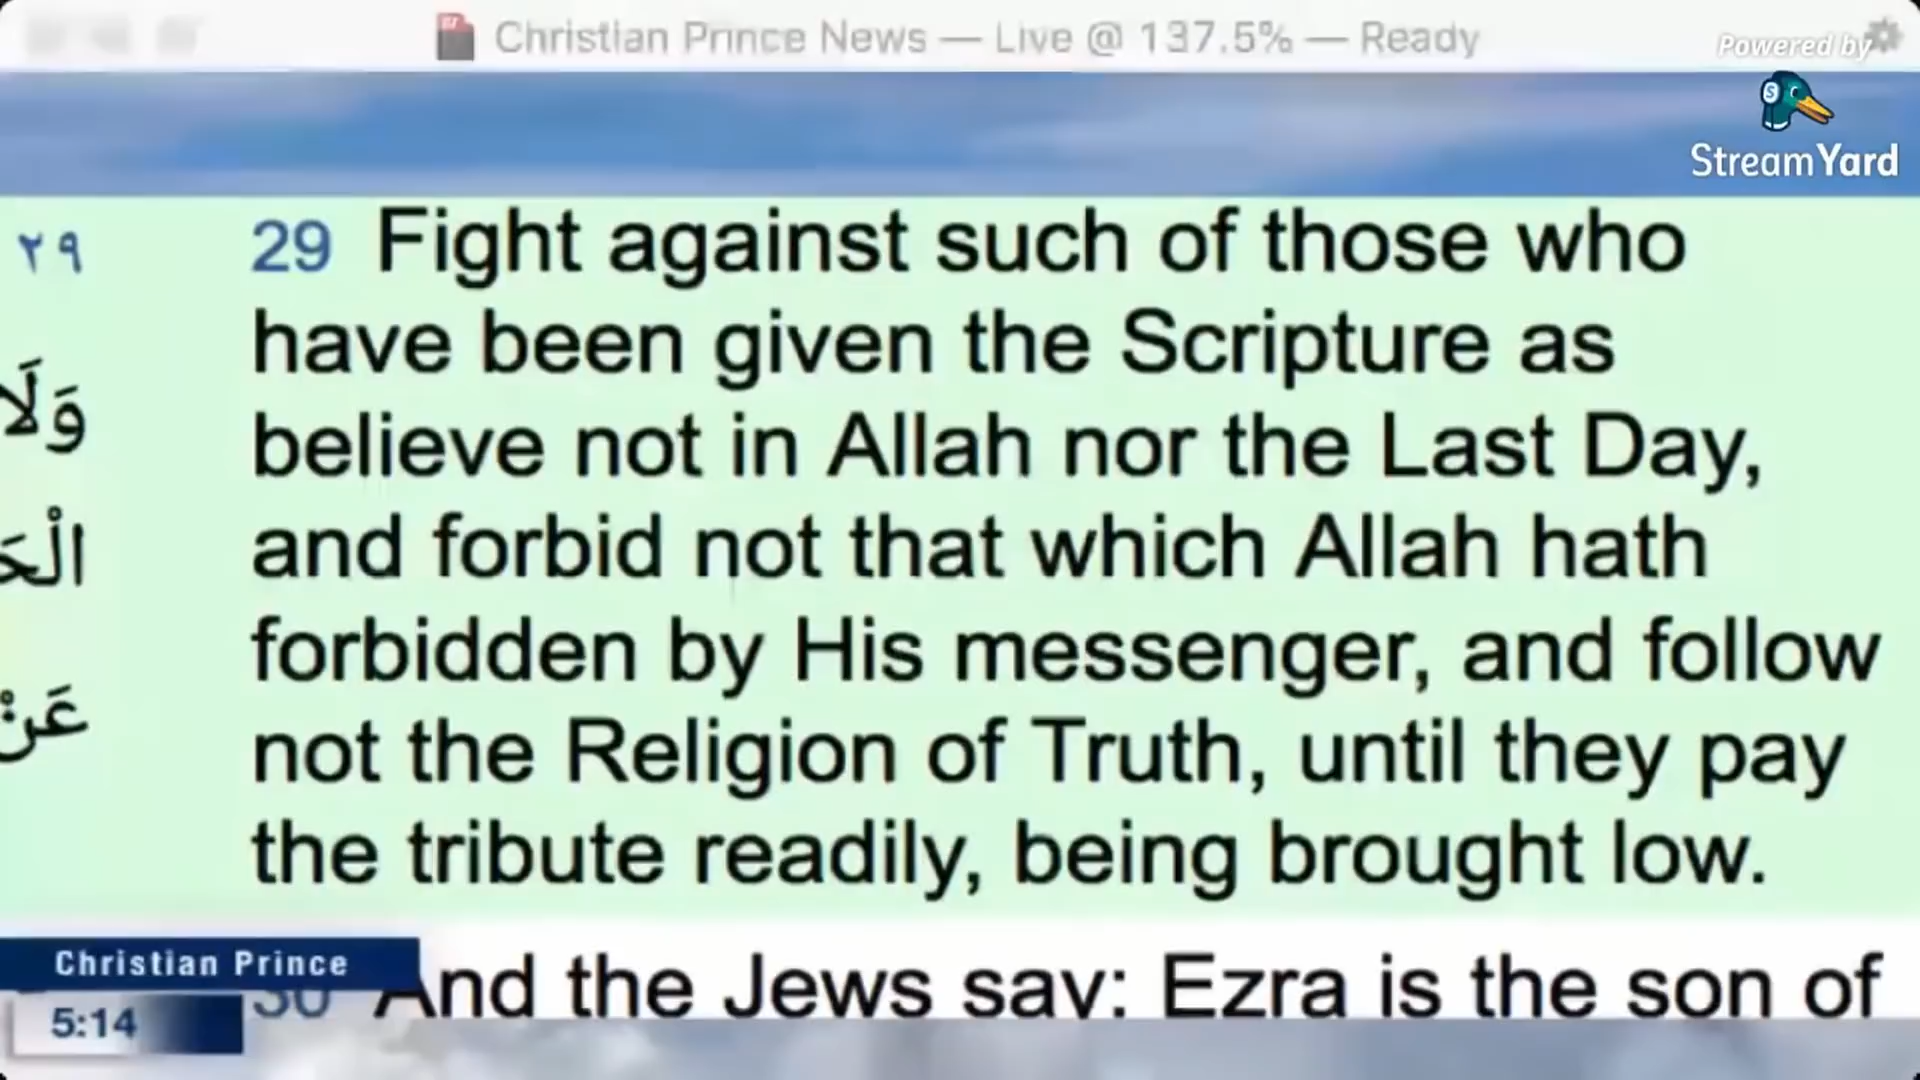 Christian Prince News — Live @ 137.5% — Ready
Powered by
StreamYard
٢٩
29 Fight against such of those who
have been given the Scripture as
believe not in Allah nor the Last Day,
and forbid not that which Allah hath
forbidden by His messenger, and follow
not the Religion of Truth, until they pay
the tribute readily, being brought low.
وَلَا
30 And the Jews say: Ezra is the son of
Christian Prince
5:14